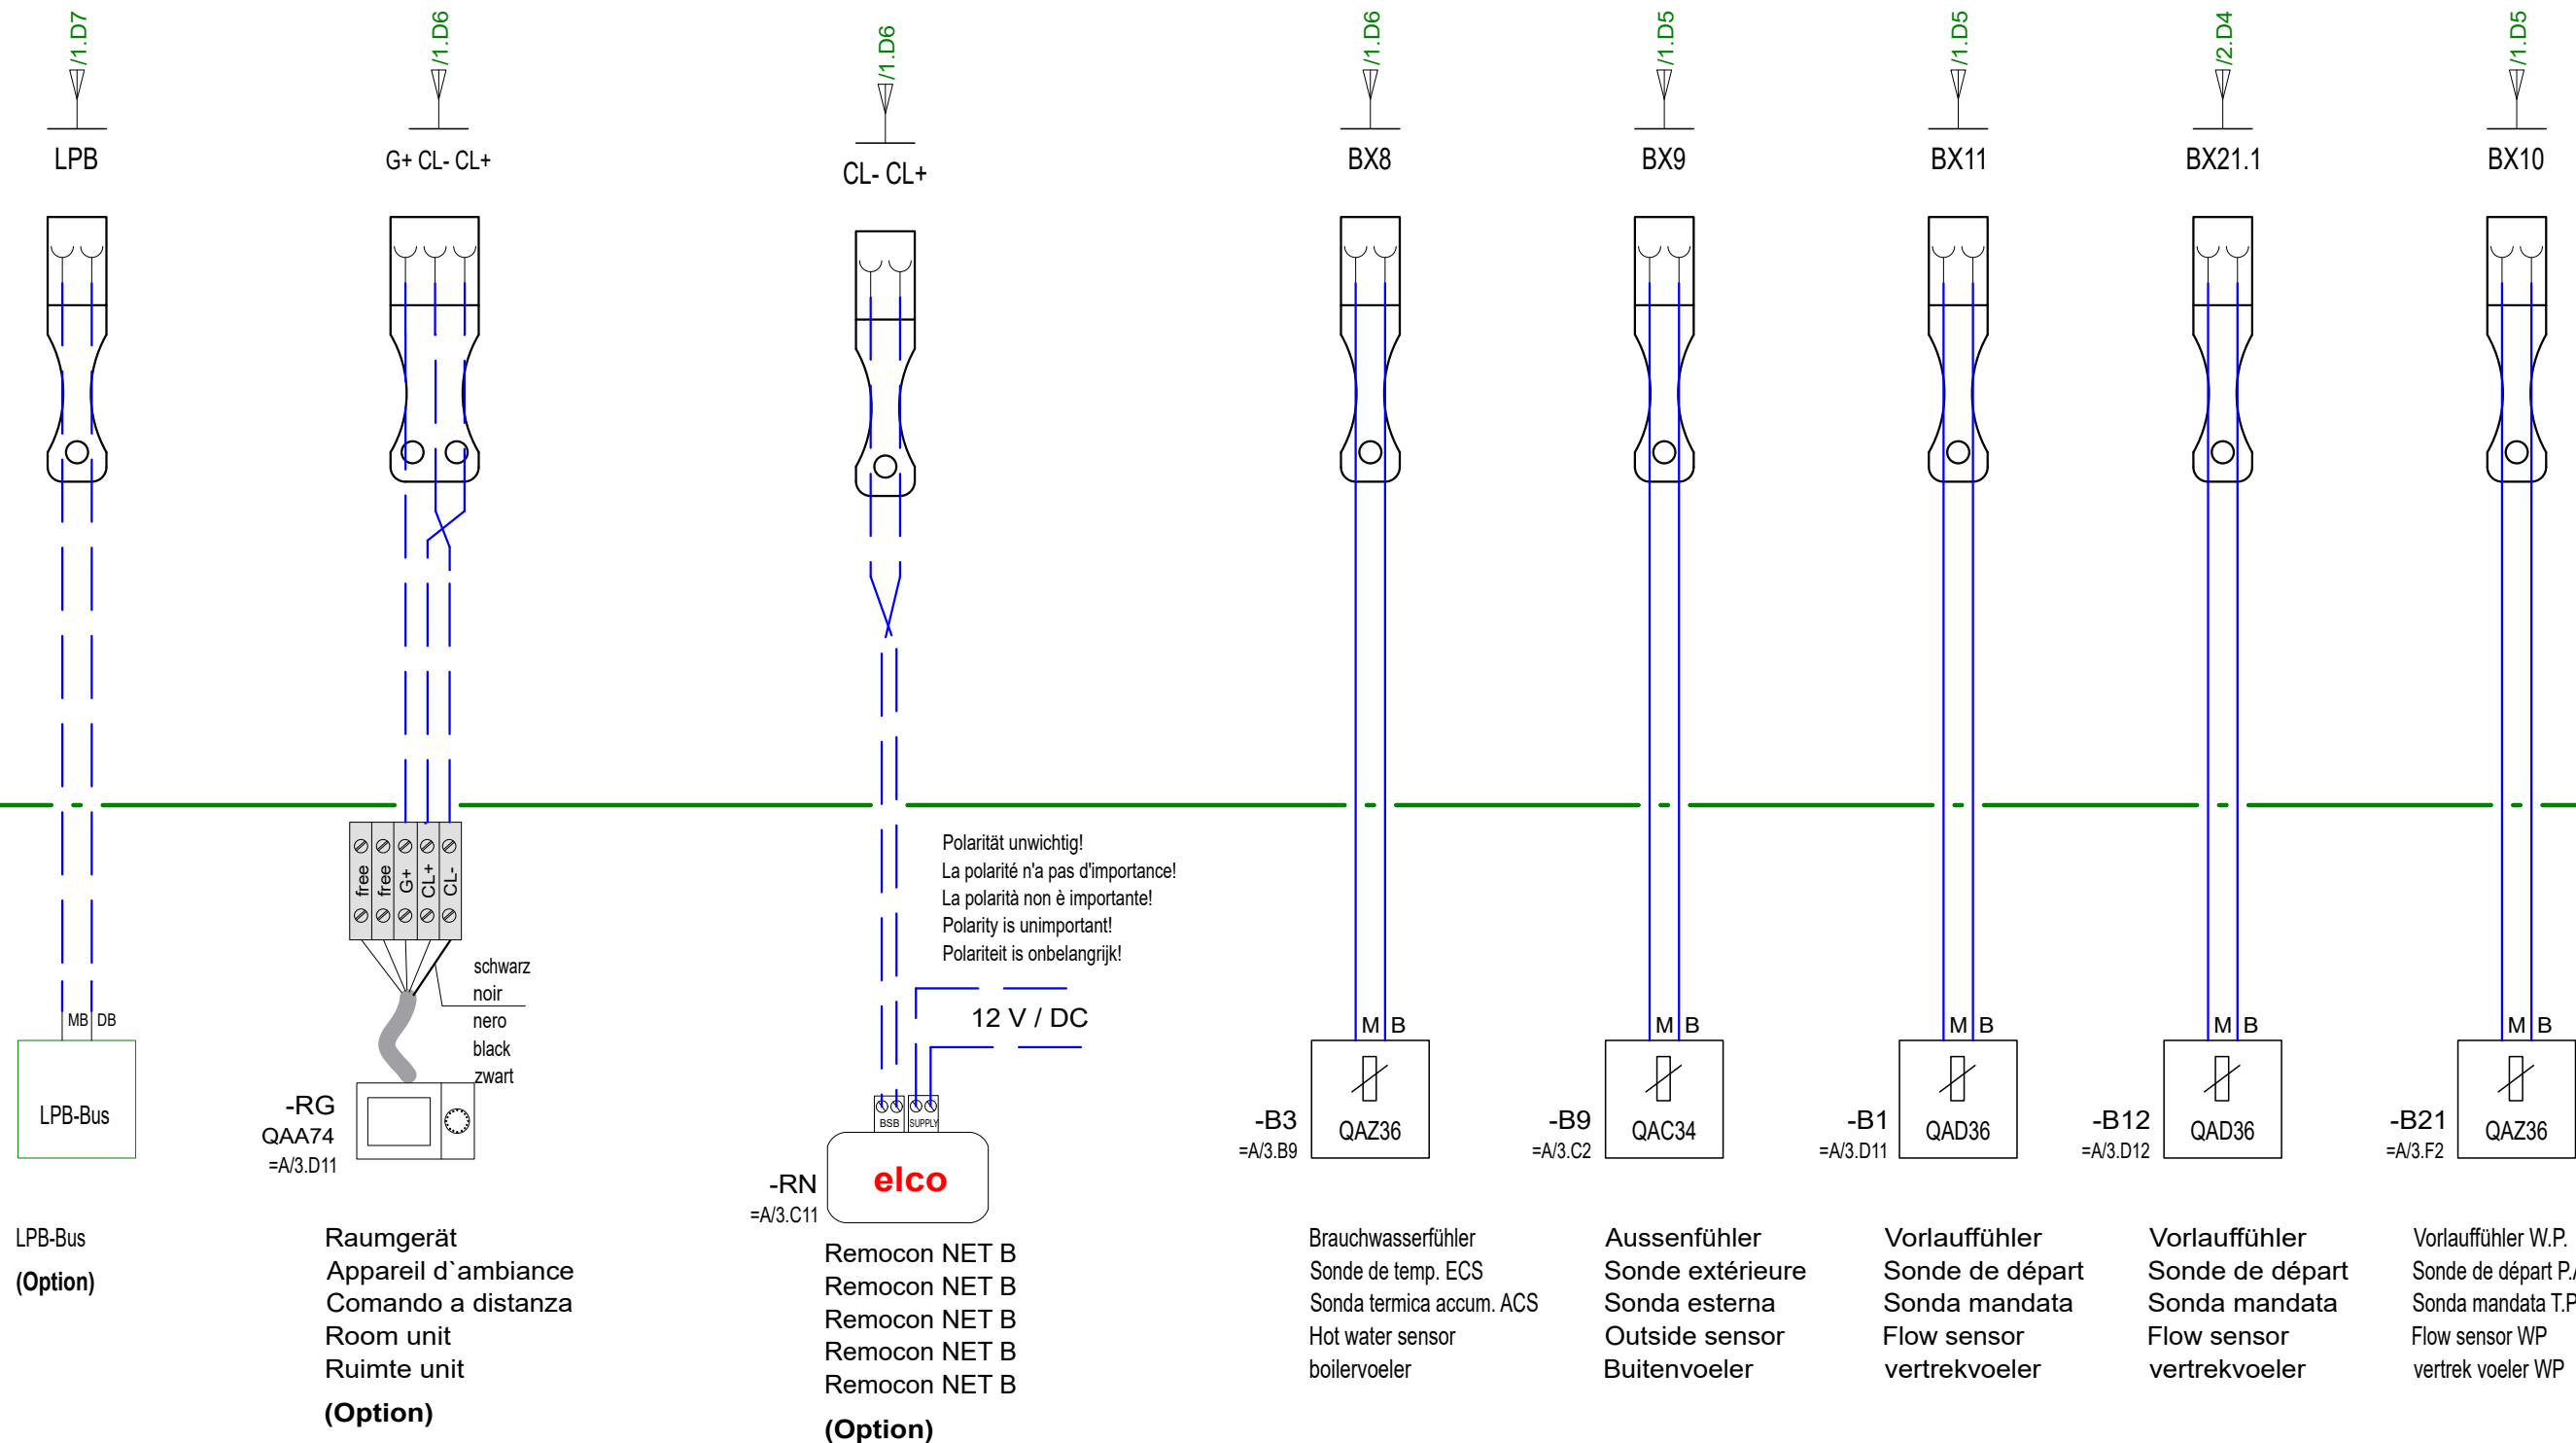 /1.D7
/1.D6
/1.D6
/1.D6
/1.D5
/1.D5
/2.D4
/1.D5
LPB
G+ CL- CL+
CL- CL+
BX8
BX9
BX11
BX21.1
BX10
free
free
G+
CL+
CL-
Polarität unwichtig!
La polarité n'a pas d'importance!
La polarità non è importante!
Polarity is unimportant!
Polariteit is onbelangrijk!
schwarz
noir
nero
black
zwart
12 V / DC
MB DB
LPB-Bus
-RG
QAA74
=A/3.D11
BSB
SUPPLY
elco
-RN
=A/3.C11
M B
-B3
=A/3.B9
QAZ36
M B
-B9
=A/3.C2
QAC34
M B
-B1
=A/3.D11
QAD36
M B
-B12
=A/3.D12
QAD36
M B
-B21
=A/3.F2
QAZ36
LPB-Bus
(Option)
Raumgerät
Appareil d`ambiance
Comando a distanza
Room unit
Ruimte unit
(Option)
Remocon NET B
Remocon NET B
Remocon NET B
Remocon NET B
Remocon NET B
(Option)
Brauchwasserfühler
Sonde de temp. ECS
Sonda termica accum. ACS
Hot water sensor
boilervoeler
Aussenfühler
Sonde extérieure
Sonda esterna
Outside sensor
Buitenvoeler
Vorlauffühler
Sonde de départ
Sonda mandata
Flow sensor
vertrekvoeler
Vorlauffühler
Sonde de départ
Sonda mandata
Flow sensor
vertrekvoeler
Vorlauffühler W.P.
Sonde de départ P.
Sonda mandata T.P
Flow sensor WP
vertrek voeler WP